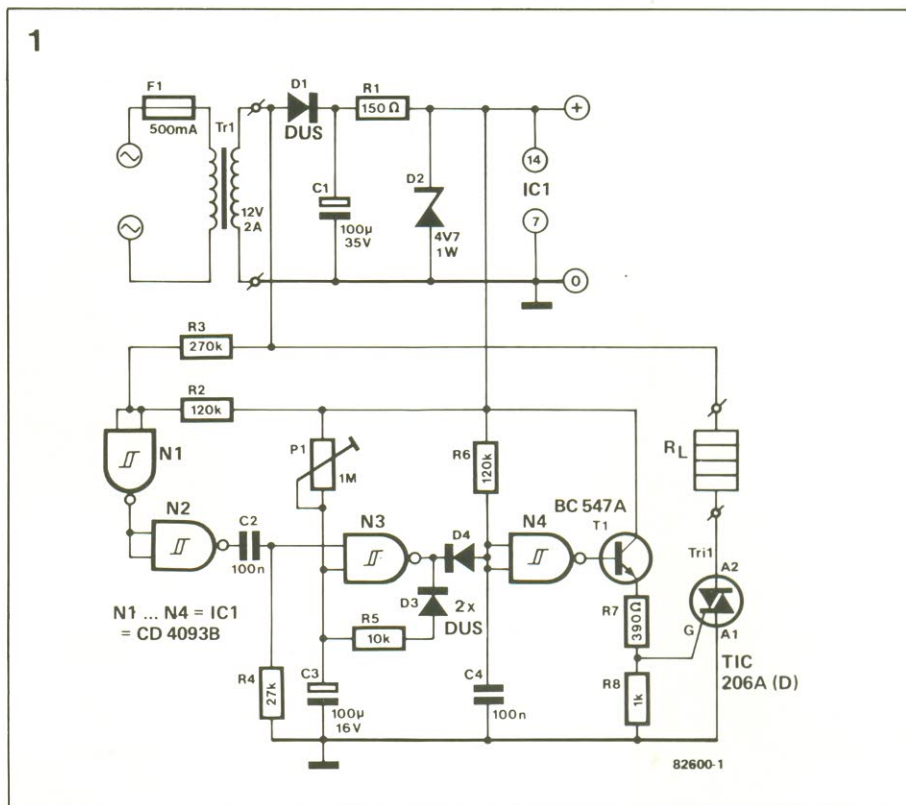 1
F1
500mA
Tr1
12V
2A
D1
DUS
C1
100µ
35V
R1
150Ω
D2
4V7
1W
+
14
IC1
7
0
R3
270k
R2
120k
N1
N2
C2
100n
N1 ... N4 = IC1
= CD 4093B
R4
27k
P1
1M
N3
D4
D3
2x
DUS
R5
10k
C3
100µ
16V
R6
120k
N4
C4
100n
BC 547A
T1
R7
390Ω
R8
1k
RL
Tri1
A2
G
A1
TIC
206A (D)
82600-1